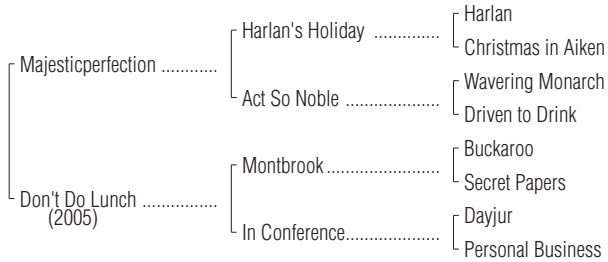 Harlan
Harlan's Holiday ..............
Christmas in Aiken
Majesticperfection ............
Wavering Monarch
Act So Noble ....................
Driven to Drink
Buckaroo
Montbrook........................
Secret Papers
Don't Do Lunch ................
(2005)
Dayjur
In Conference....................
Personal Business